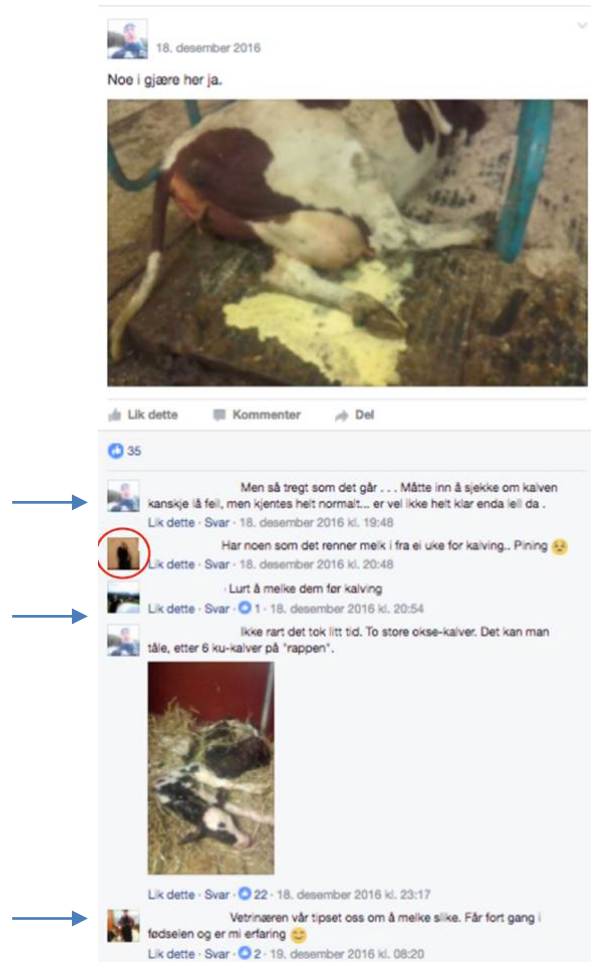 18. desember 2016
Noe i gjære her ja.
Lik dette Kommenter Del
35
Men så tregt som det går . . . Måtte inn å sjekke om kalven
kanskje lå feil, men kjentes helt normalt... er vel ikke helt klar enda lell da .
Lik dette · Svar · 18. desember 2016 kl. 19:48
Har noen som det renner melk i fra ei uke for kalving.. Pining 😣
Lik dette · Svar · 18. desember 2016 kl. 20:48
Lurt å melke dem før kalving
Lik dette · Svar · 1 · 18. desember 2016 kl. 20:54
Ikke rart det tok litt tid. To store okse-kalver. Det kan man
tåle, etter 6 ku-kalver på "rappen".
Lik dette · Svar · 22 · 18. desember 2016 kl. 23:17
Vetrinæren vår tipset oss om å melke slike. Får fort gang i
fødselen og er mi erfaring 😊
Lik dette · Svar · 2 · 19. desember 2016 kl. 08:20